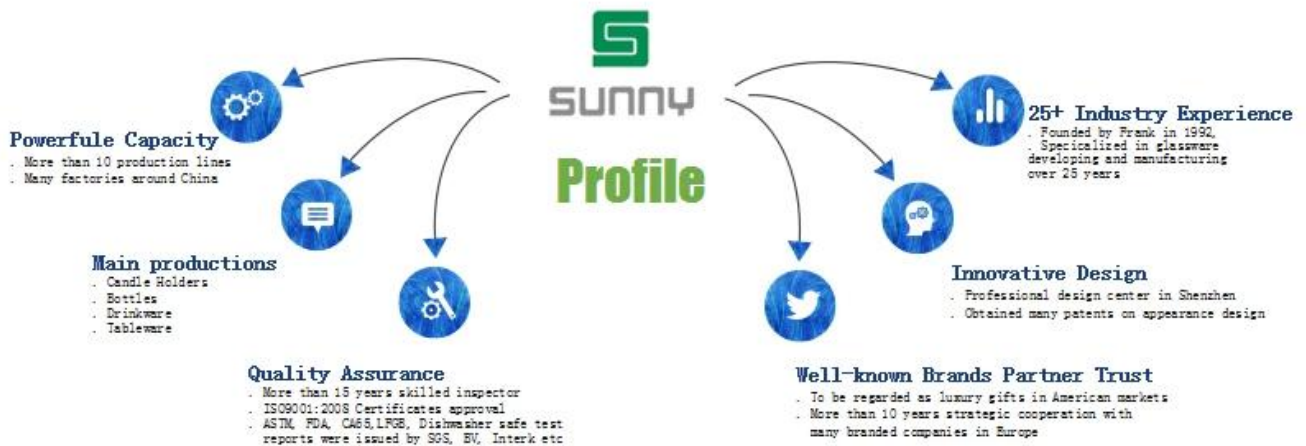 SUNNY
Profile
Powerfule Capacity
. More than 10 production lines
. Many factories around China
Main productions
. Candle Holders
. Bottles
. Drinkware
. Tableware
Quality Assurance
. More than 15 years skilled inspector
. ISO9001:2008 Certificates approval
. ASTM, FDA, CA65,LFGB, Dishwasher safe test
reports were issued by SGS, BV, Interk etc
25+ Industry Experience
. Founded by Frank in 1992,
. Specicalized in glassware
developing and manufacturing
over 25 years
Innovative Design
. Professional design center in Shenzhen
. Obtained many patents on appearance design
Well-known Brands Partner Trust
. To be regarded as luxury gifts in American markets
. More than 10 years strategic cooperation with
many branded companies in Europe